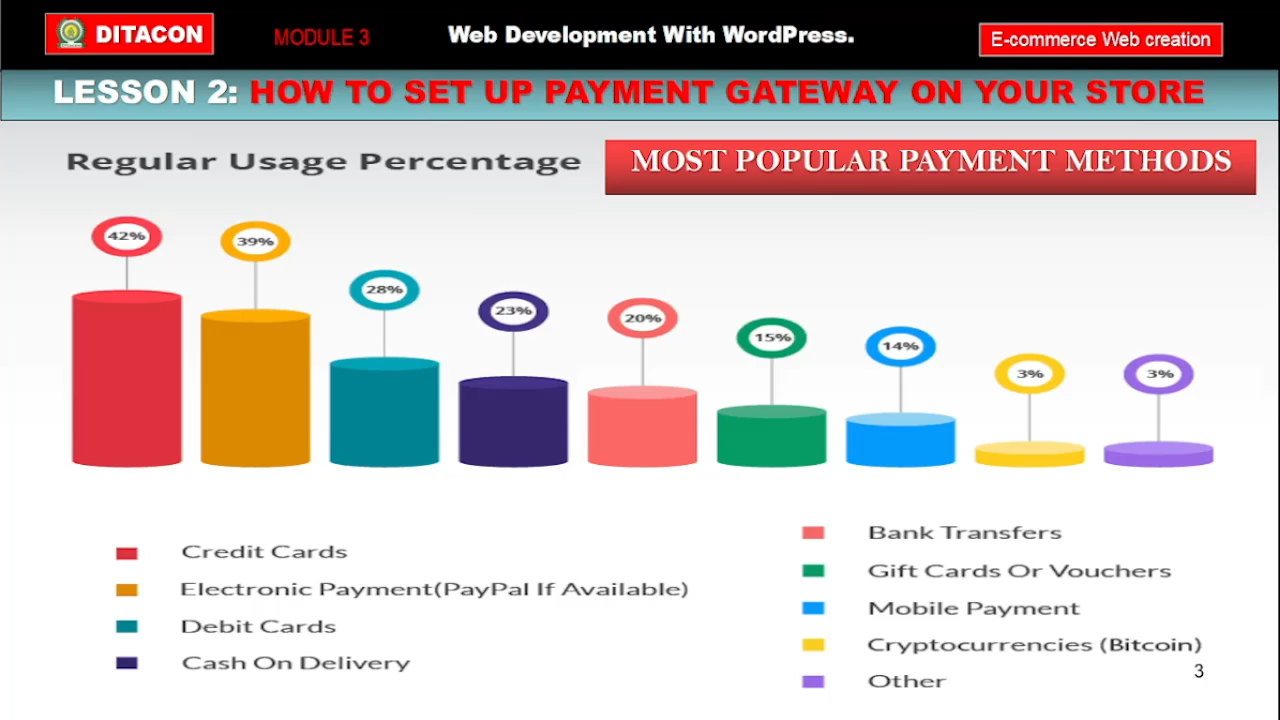 DITACON
MODULE 3
Web Development With WordPress.
E-commerce Web creation
LESSON 2: HOW TO SET UP PAYMENT GATEWAY ON YOUR STORE
Regular Usage Percentage
MOST POPULAR PAYMENT METHODS
42%
39%
28%
23%
20%
15%
14%
3%
3%
Credit Cards
Electronic Payment(PayPal If Available)
Debit Cards
Cash On Delivery
Bank Transfers
Gift Cards Or Vouchers
Mobile Payment
Cryptocurrencies (Bitcoin)
Other
3